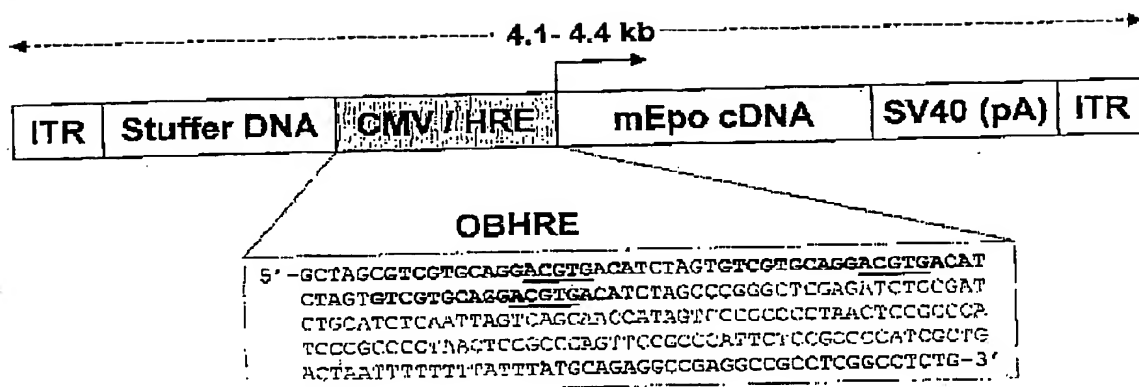 4.1- 4.4 kb
ITR Stuffer DNA CMV / HRE mEpo cDNA SV40 (pA) ITR
OBHRE
5'-GCTAGCGTCGTGCAGGACGTGACATCTAGTGTCGTGCAGGACGTGACAT
CTAGTGTCGTGCAGGACGTGACATCTAGCCCGGGCTCGAGATCTGCGAT
CTGCATCTCAATTAGTCAGCAACCATAGTCCCGCCCCTAACTCCGCCCA
TCCCGCCCCTAACTCCGCCCAGTTCCGCCCATTCTCCGCCCCATCGCTG
ACTAATTTTTTTTATTTATGCAGAGGCCGAGGCCGCCTCGGCCTCTG-3'